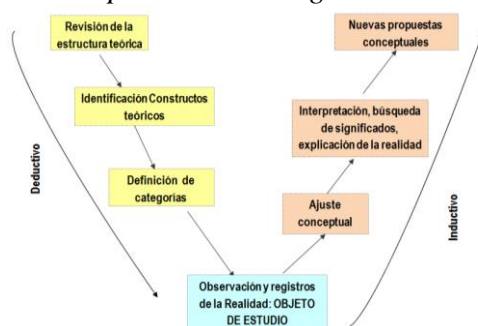 Revisión de la
estructura teórica
Identificación Constructos
teóricos
Definición de
categorías
Observación y registros
de la Realidad: OBJETO
DE ESTUDIO
Ajuste
conceptual
Interpretación, búsqueda
de significados,
explicación de la realidad
Nuevas propuestas
conceptuales
Deductivo
Inductivo